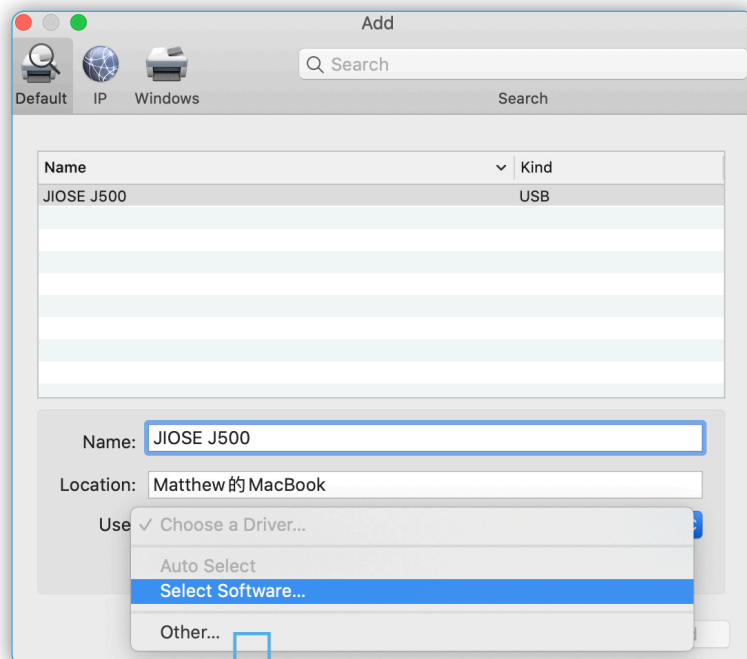 Add
Search
Default IP Windows Search
Name Kind
JIOSE J500 USB
Name: JIOSE J500
Location: Matthew的MacBook
Use ✓ Choose a Driver...
Auto Select
Select Software...
Other...